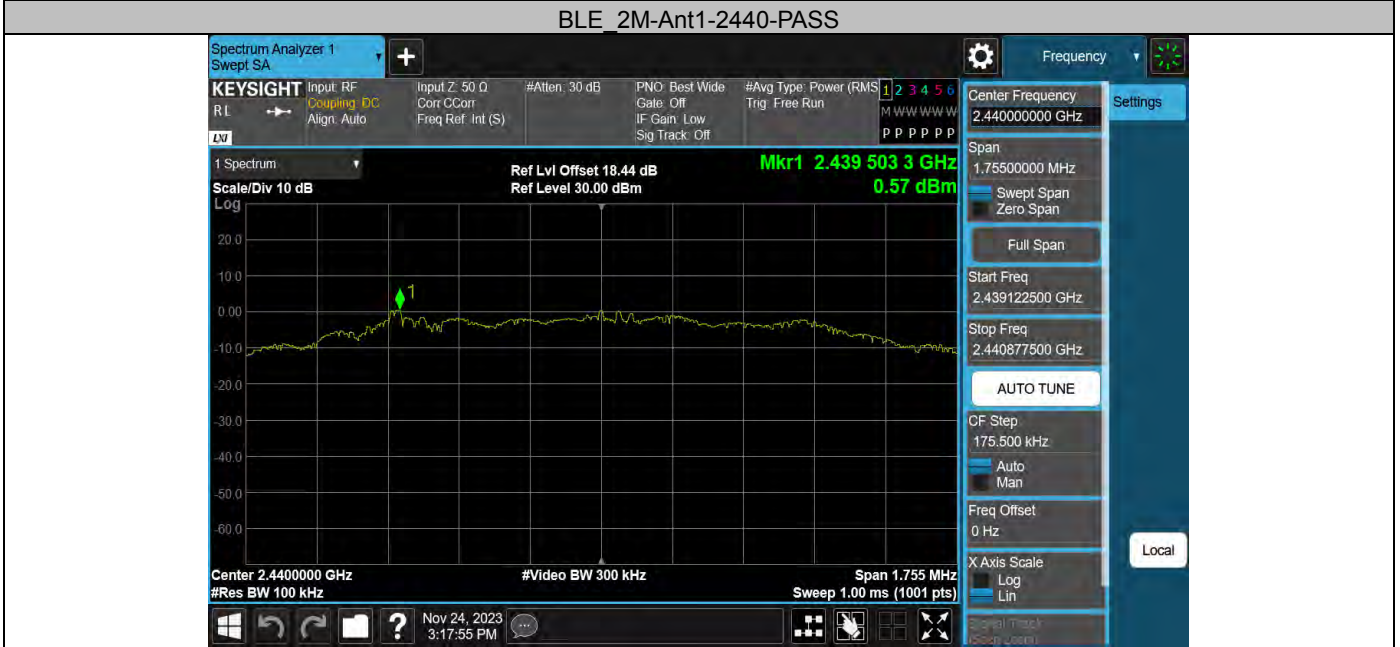 BLE_2M-Ant1-2440-PASS
Spectrum Analyzer 1
Swept SA
Frequency
Settings
KEYSIGHT
R L
LXI
Input: RF
Coupling: DC
Align: Auto
Input Z: 50 Ω
Corr CCorr
Freq Ref: Int (S)
#Atten: 30 dB
PNO: Best Wide
Gate: Off
IF Gain: Low
Sig Track: Off
#Avg Type: Power (RMS
Trig: Free Run
1 2 3 4 5 6
M W W W W W
P P P P P P
1 Spectrum
Scale/Div 10 dB
Log
Ref Lvl Offset 18.44 dB
Ref Level 30.00 dBm
Mkr1 2.439 503 3 GHz
0.57 dBm
1
20.0
10.0
0.00
-10.0
-20.0
-30.0
-40.0
-50.0
-60.0
Center 2.4400000 GHz
#Res BW 100 kHz
#Video BW 300 kHz
Span 1.755 MHz
Sweep 1.00 ms (1001 pts)
Nov 24, 2023
3:17:55 PM
Center Frequency
2.440000000 GHz
Span
1.75500000 MHz
Swept Span
Zero Span
Full Span
Start Freq
2.439122500 GHz
Stop Freq
2.440877500 GHz
AUTO TUNE
CF Step
175.500 kHz
Auto
Man
Freq Offset
0 Hz
X Axis Scale
Log
Lin
Signal Track
(Span Zoom)
Local